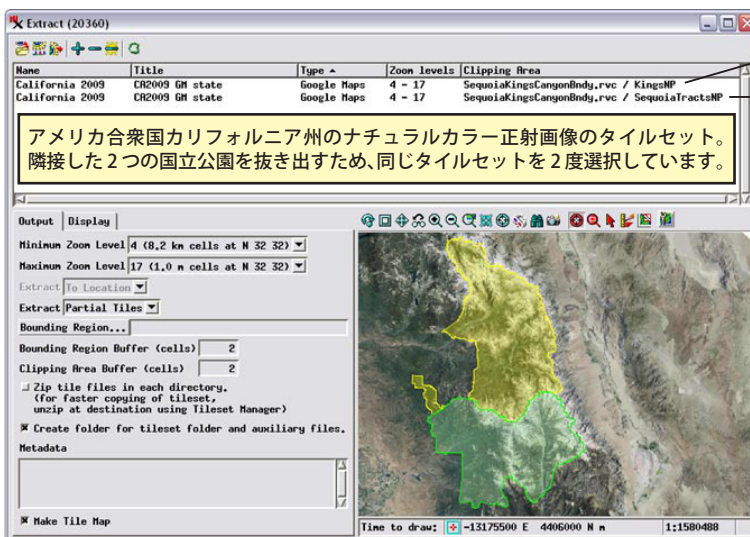 Extract (20360)
Name Title Type Zoom levels Clipping Area
California 2009 CA2009 GM state Google Maps 4 - 17 SequoiaKingsCanyonBndy.rvc / KingsNP
California 2009 CA2009 GM state Google Maps 4 - 17 SequoiaKingsCanyonBndy.rvc / SequoiaTractsNP
アメリカ合衆国カリフォルニア州のナチュラルカラー正射画像のタイルセット。
隣接した2つの国立公園を抜き出すため、同じタイルセットを2度選択しています。
Output Display
Minimum Zoom Level 4 (8.2 km cells at N 32 32)
Maximum Zoom Level 17 (1.0 m cells at N 32 32)
Extract To Location
Extract Partial Tiles
Bounding Region...
Bounding Region Buffer (cells) 2
Clipping Area Buffer (cells) 2
Zip tile files in each directory.
(for faster copying of tileset,
unzip at destination using Tileset Manager)
Create folder for tileset folder and auxiliary files.
Metadata
Make Tile Map
Time to draw: -13175500 E 4406000 N m 1:1580488